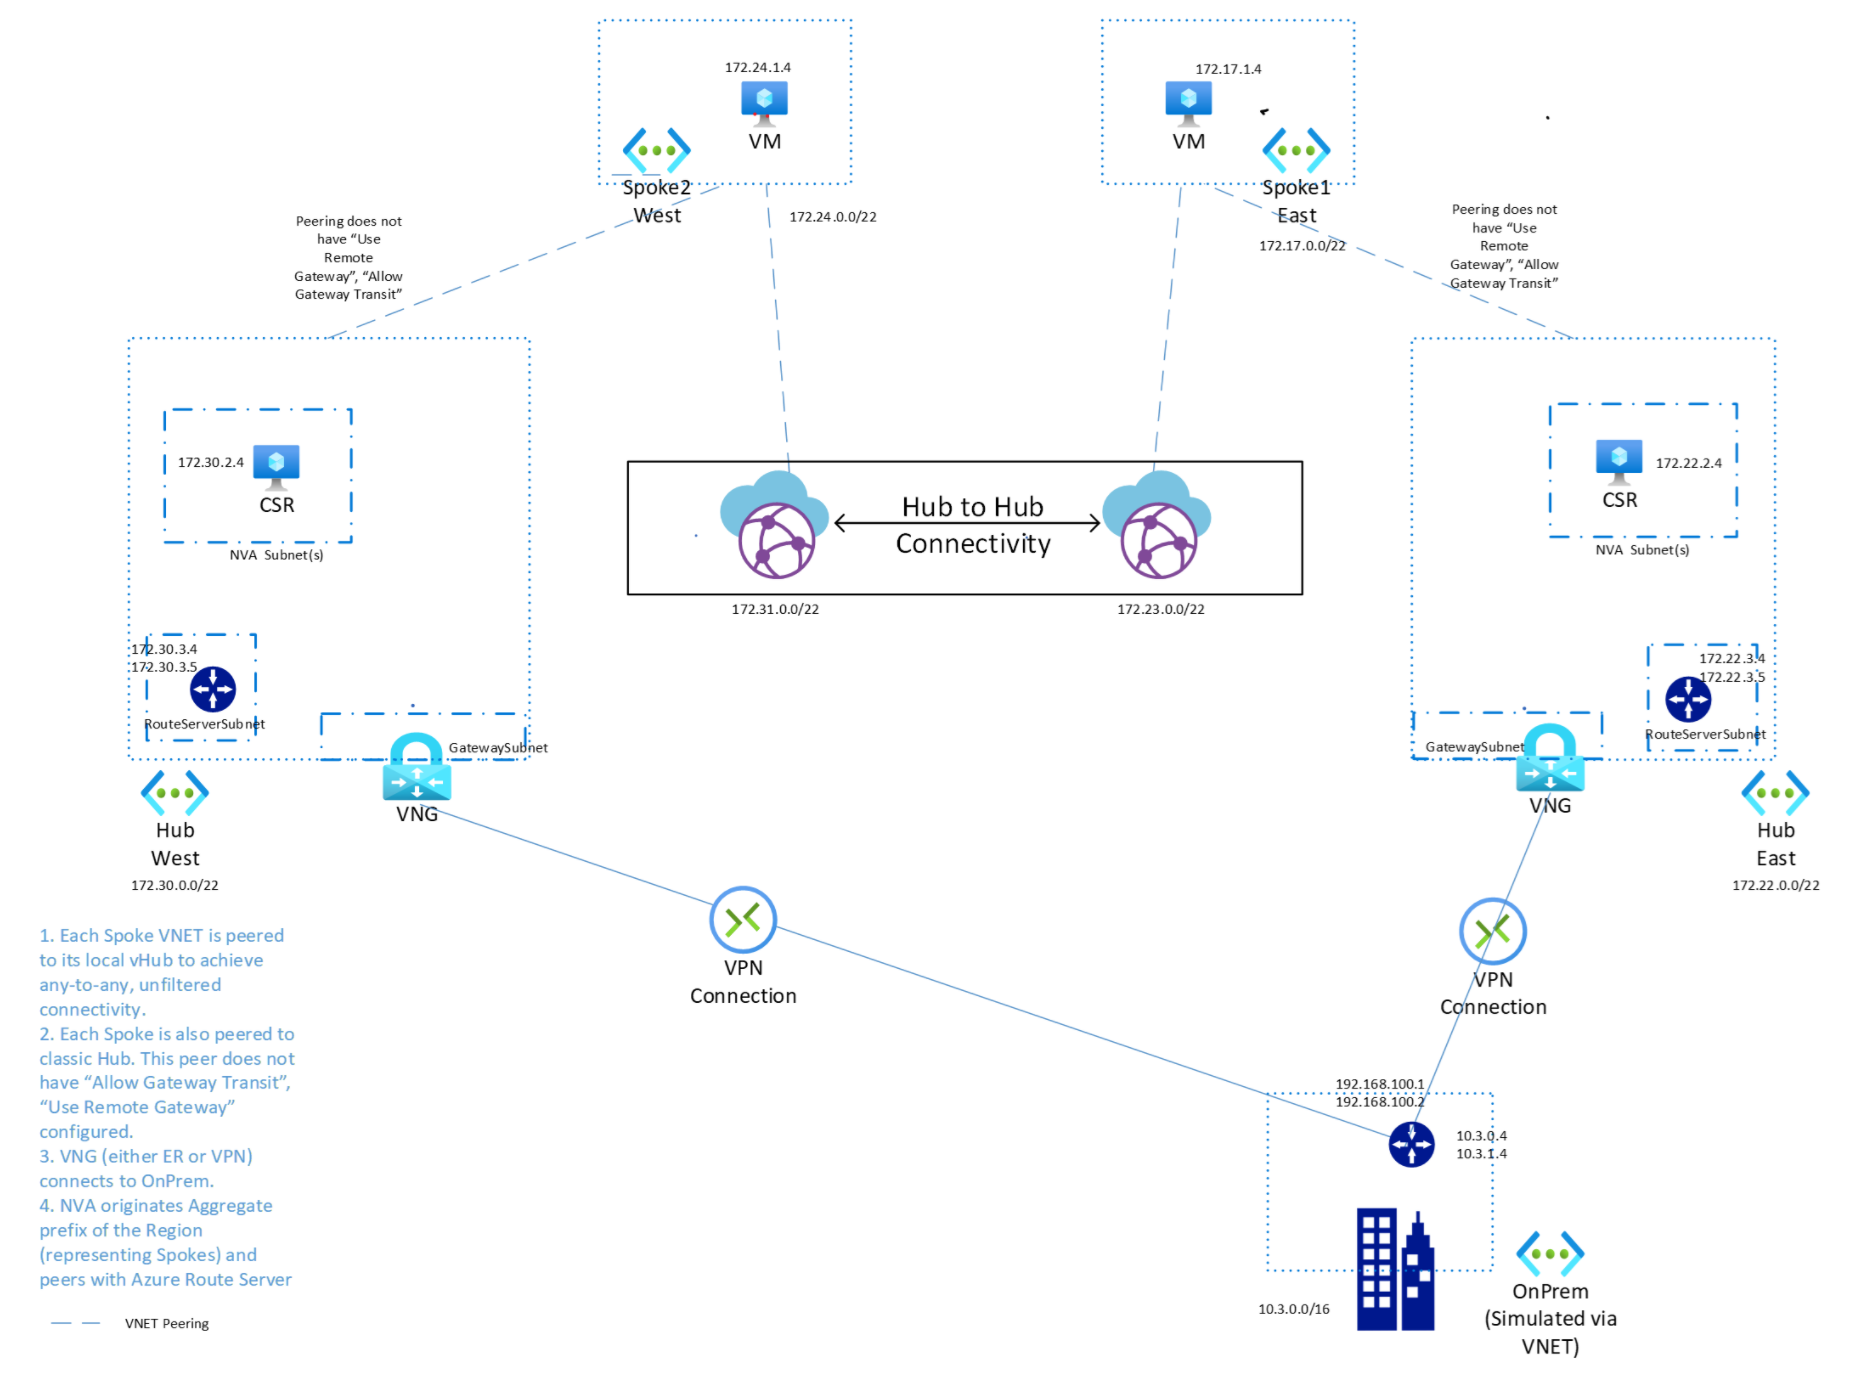 172.24.1.4
VM
Spoke2
West
172.24.0.0/22
172.17.1.4
VM
Spoke1
East
172.17.0.0/22
Peering does not
have “Use
Remote
Gateway”, “Allow
Gateway Transit”
Peering does not
have “Use
Remote
Gateway”, “Allow
Gateway Transit”
172.30.2.4
CSR
NVA Subnet(s)
172.30.3.4
172.30.3.5
RouteServerSubnet
GatewaySubnet
VNG
Hub
West
172.30.0.0/22
Hub to Hub
Connectivity
172.31.0.0/22
172.23.0.0/22
172.22.2.4
CSR
NVA Subnet(s)
172.22.3.4
172.22.3.5
RouteServerSubnet
GatewaySubnet
VNG
Hub
East
172.22.0.0/22
VPN
Connection
VPN
Connection
192.168.100.1
192.168.100.2
10.3.0.4
10.3.1.4
10.3.0.0/16
OnPrem
(Simulated via
VNET)
1. Each Spoke VNET is peered
to its local vHub to achieve
any-to-any, unfiltered
connectivity.
2. Each Spoke is also peered to
classic Hub. This peer does not
have “Allow Gateway Transit”,
“Use Remote Gateway”
configured.
3. VNG (either ER or VPN)
connects to OnPrem.
4. NVA originates Aggregate
prefix of the Region
(representing Spokes) and
peers with Azure Route Server
VNET Peering